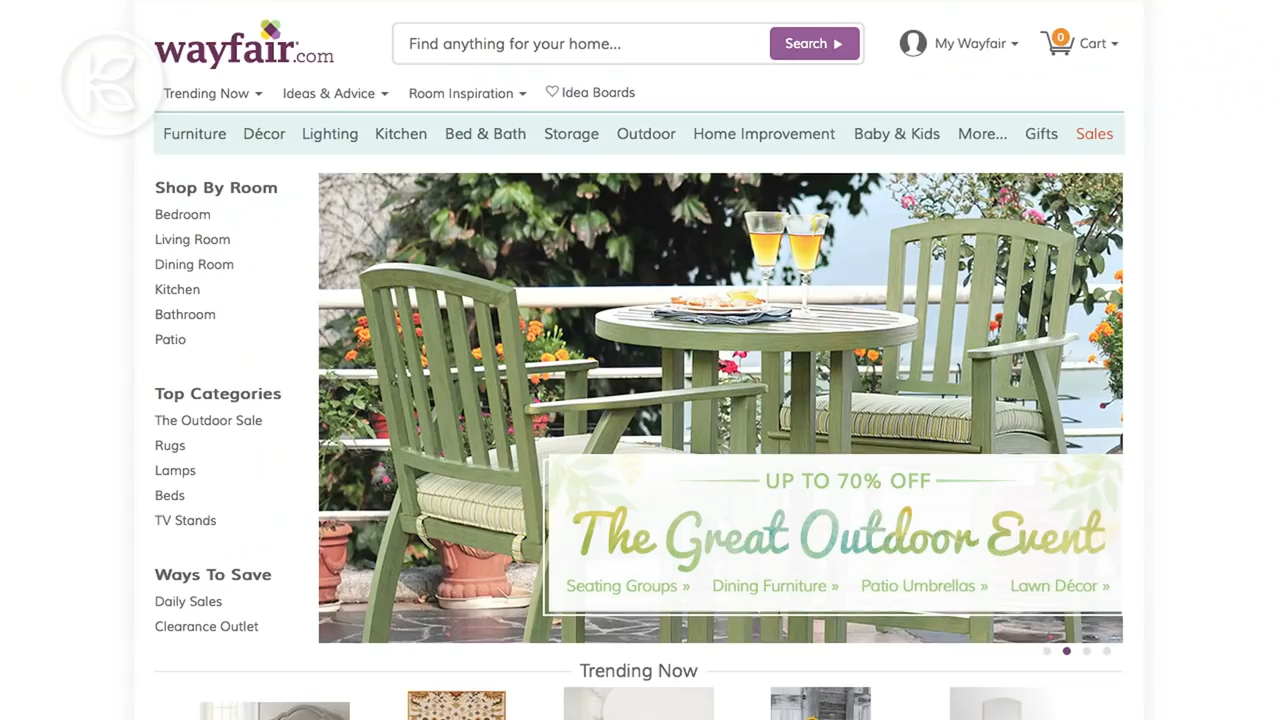 wayfair.com
Find anything for your home...
Search
My Wayfair
0
Cart
Trending Now
Ideas & Advice
Room Inspiration
Idea Boards
Furniture Décor Lighting Kitchen Bed & Bath Storage Outdoor Home Improvement Baby & Kids More... Gifts Sales
Shop By Room
Bedroom
Living Room
Dining Room
Kitchen
Bathroom
Patio
Top Categories
The Outdoor Sale
Rugs
Lamps
Beds
TV Stands
Ways To Save
Daily Sales
Clearance Outlet
UP TO 70% OFF
The Great Outdoor Event
Seating Groups » Dining Furniture » Patio Umbrellas » Lawn Décor »
Trending Now